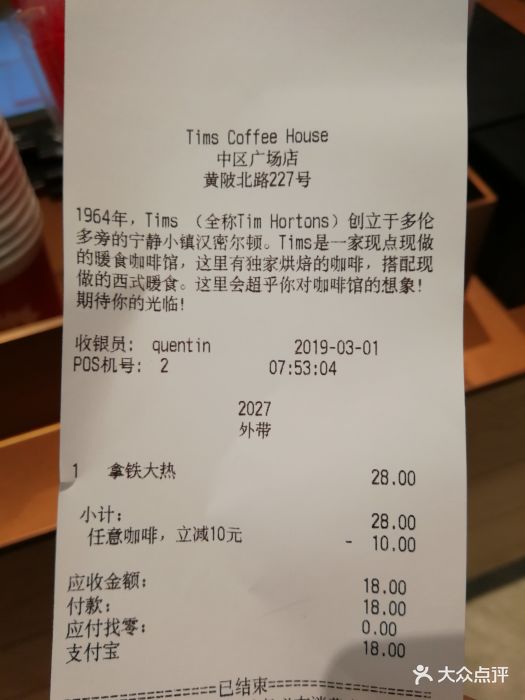 Tims Coffee House
中区广场店
黄陂北路227号
1964年，Tims （全称Tim Hortons）创立于多伦
多旁的宁静小镇汉密尔顿。Tims是一家现点现做
的暖食咖啡馆，这里有独家烘焙的咖啡，搭配现
做的西式暖食。这里会超乎你对咖啡馆的想象！
期待你的光临！
收银员： quentin 2019-03-01
POS机号： 2 07:53:04
2027
外带
1 拿铁大热 28.00
小计： 28.00
任意咖啡，立减10元 - 10.00
应收金额： 18.00
付款： 18.00
应付找零： 0.00
支付宝 18.00
==========已结束==========
大众点评